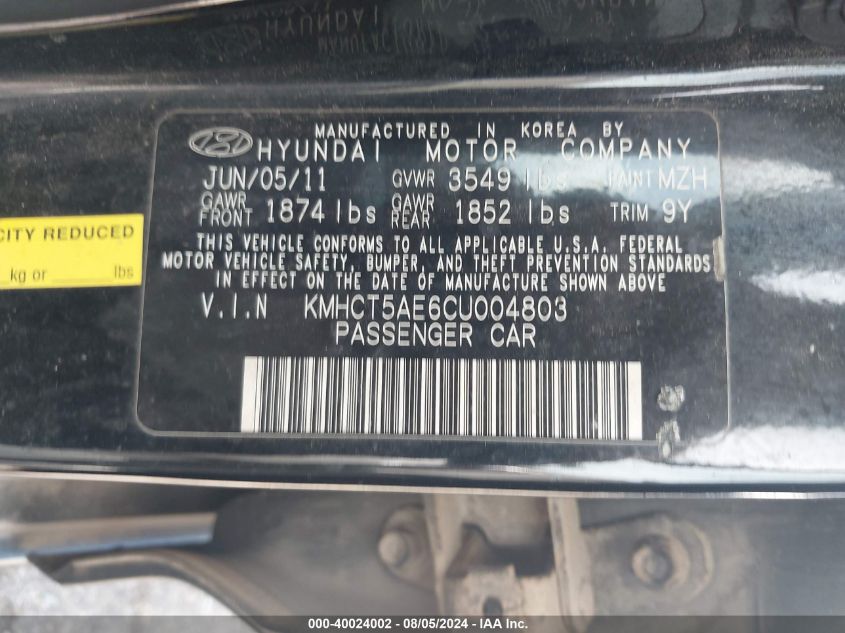 MANUFACTURED IN KOREA BY
HYUNDAI MOTOR COMPANY
JUN/05/11 GVWR 3549 lbs PAINT MZH
GAWR FRONT 1874 lbs GAWR REAR 1852 lbs TRIM 9Y
THIS VEHICLE CONFORMS TO ALL APPLICABLE U.S.A. FEDERAL
MOTOR VEHICLE SAFETY, BUMPER, AND THEFT PREVENTION STANDARDS
IN EFFECT ON THE DATE OF MANUFACTURE SHOWN ABOVE
V.I.N KMHCT5AE6CU004803
PASSENGER CAR
CITY REDUCED
kg or ______ lbs
000-40024002 - 08/05/2024 - IAA Inc.